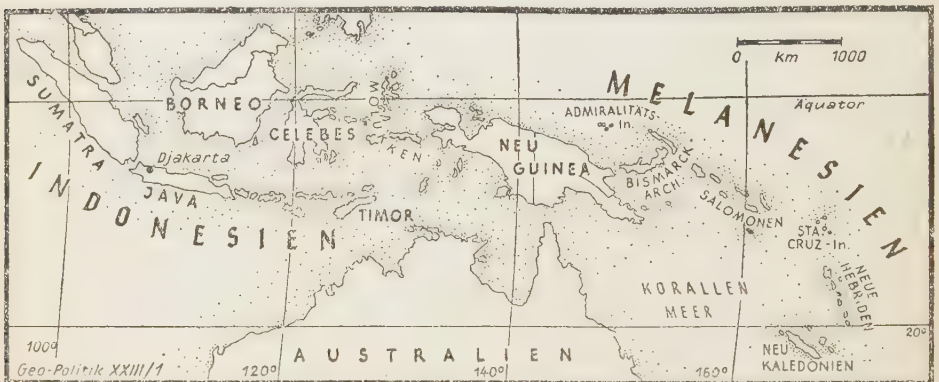 0 Km 1000
MELANESIEN
Äquator
ADMIRALITÄTS-
In.
SUMATRA
BORNEO
CELEBES
MOLUKKEN
NEU
GUINEA
BISMARCK
ARCH.
SALOMONEN
STA.
CRUZ-In.
Djakarta
JAVA
TIMOR
INDONESIEN
NEUE
HEBRIDEN
KORALLEN
MEER
AUSTRALIEN
NEU
KALEDONIEN
100°
120°
140°
160°
20°
Geo-Politik XXIII/1